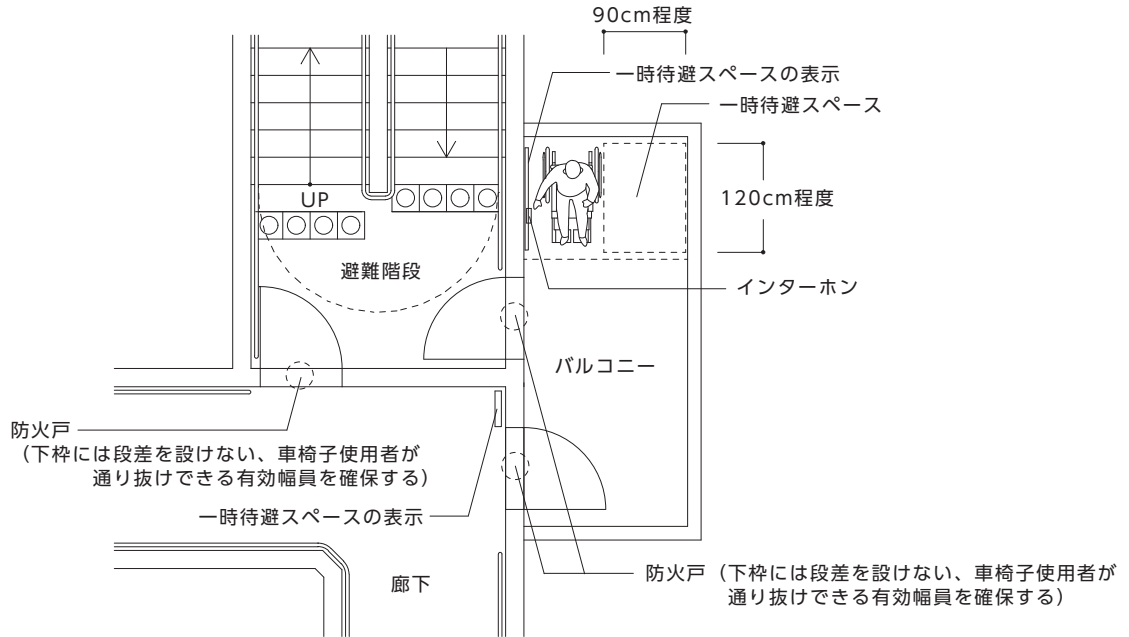 90cm程度
一時待避スペースの表示
一時待避スペース
120cm程度
UP
避難階段
インターホン
バルコニー
防火戸
（下枠には段差を設けない、車椅子使用者が
通り抜けできる有効幅員を確保する）
一時待避スペースの表示
廊下
防火戸（下枠には段差を設けない、車椅子使用者が
通り抜けできる有効幅員を確保する）